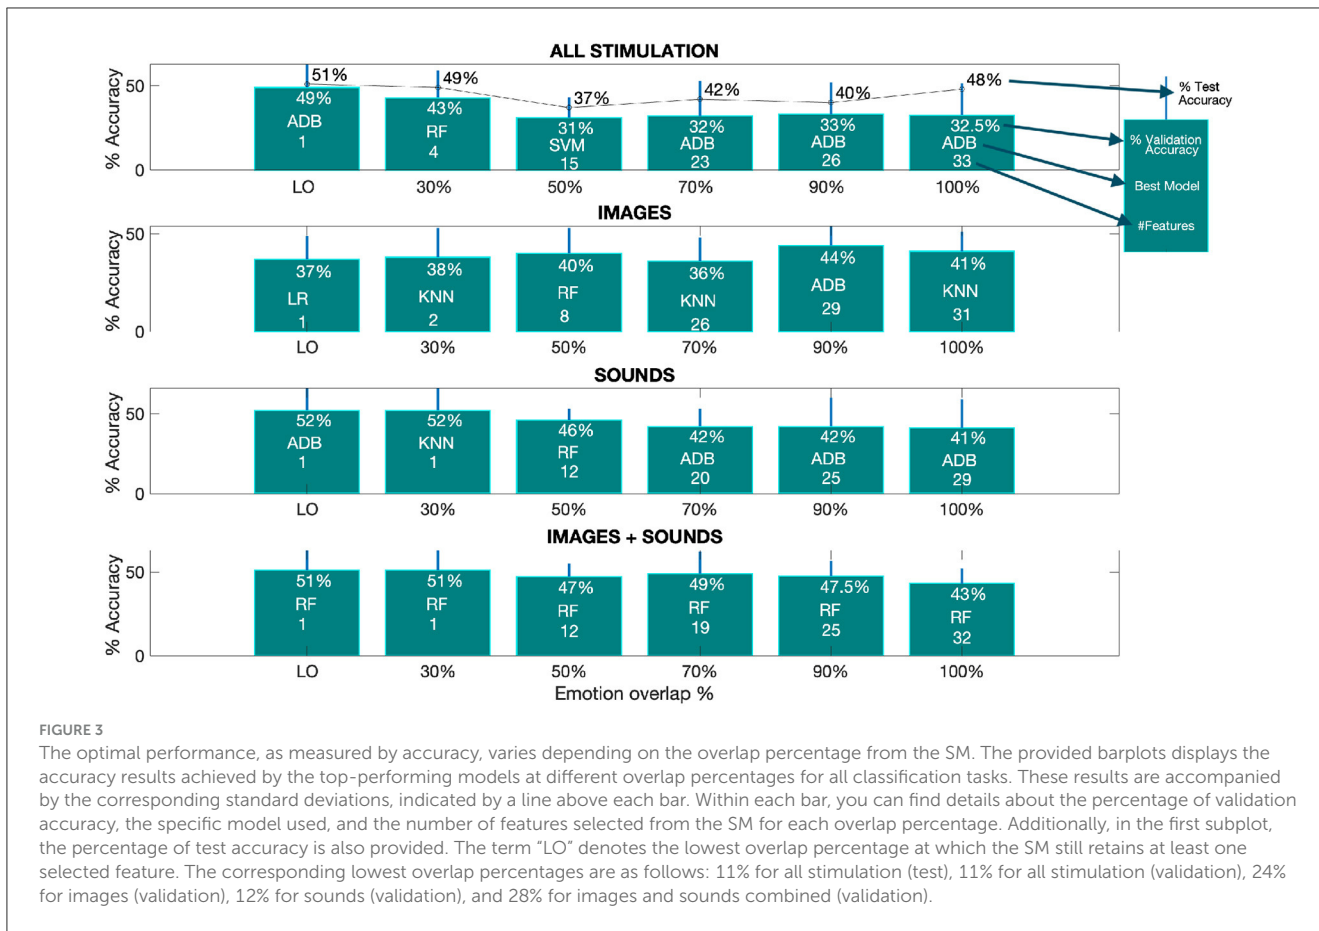 ALL STIMULATION
% Accuracy
50
0
51%
49%
37%
42%
40%
48%
49%
ADB
1
43%
RF
4
31%
SVM
15
32%
ADB
23
33%
ADB
26
32.5%
ADB
33
LO 30% 50% 70% 90% 100%
% Test
Accuracy
% Validation
Accuracy
Best Model
#Features
IMAGES
% Accuracy
50
0
37%
LR
1
38%
KNN
2
40%
RF
8
36%
KNN
26
44%
ADB
29
41%
KNN
31
LO 30% 50% 70% 90% 100%
SOUNDS
% Accuracy
50
0
52%
ADB
1
52%
KNN
1
46%
RF
12
42%
ADB
20
42%
ADB
25
41%
ADB
29
LO 30% 50% 70% 90% 100%
IMAGES + SOUNDS
% Accuracy
50
0
51%
RF
1
51%
RF
1
47%
RF
12
49%
RF
19
47.5%
RF
25
43%
RF
32
LO 30% 50% 70% 90% 100%
Emotion overlap %
FIGURE 3
The optimal performance, as measured by accuracy, varies depending on the overlap percentage from the SM. The provided barplots displays the
accuracy results achieved by the top-performing models at different overlap percentages for all classification tasks. These results are accompanied
by the corresponding standard deviations, indicated by a line above each bar. Within each bar, you can find details about the percentage of validation
accuracy, the specific model used, and the number of features selected from the SM for each overlap percentage. Additionally, in the first subplot,
the percentage of test accuracy is also provided. The term “LO” denotes the lowest overlap percentage at which the SM still retains at least one
selected feature. The corresponding lowest overlap percentages are as follows: 11% for all stimulation (test), 11% for all stimulation (validation), 24%
for images (validation), 12% for sounds (validation), and 28% for images and sounds combined (validation).